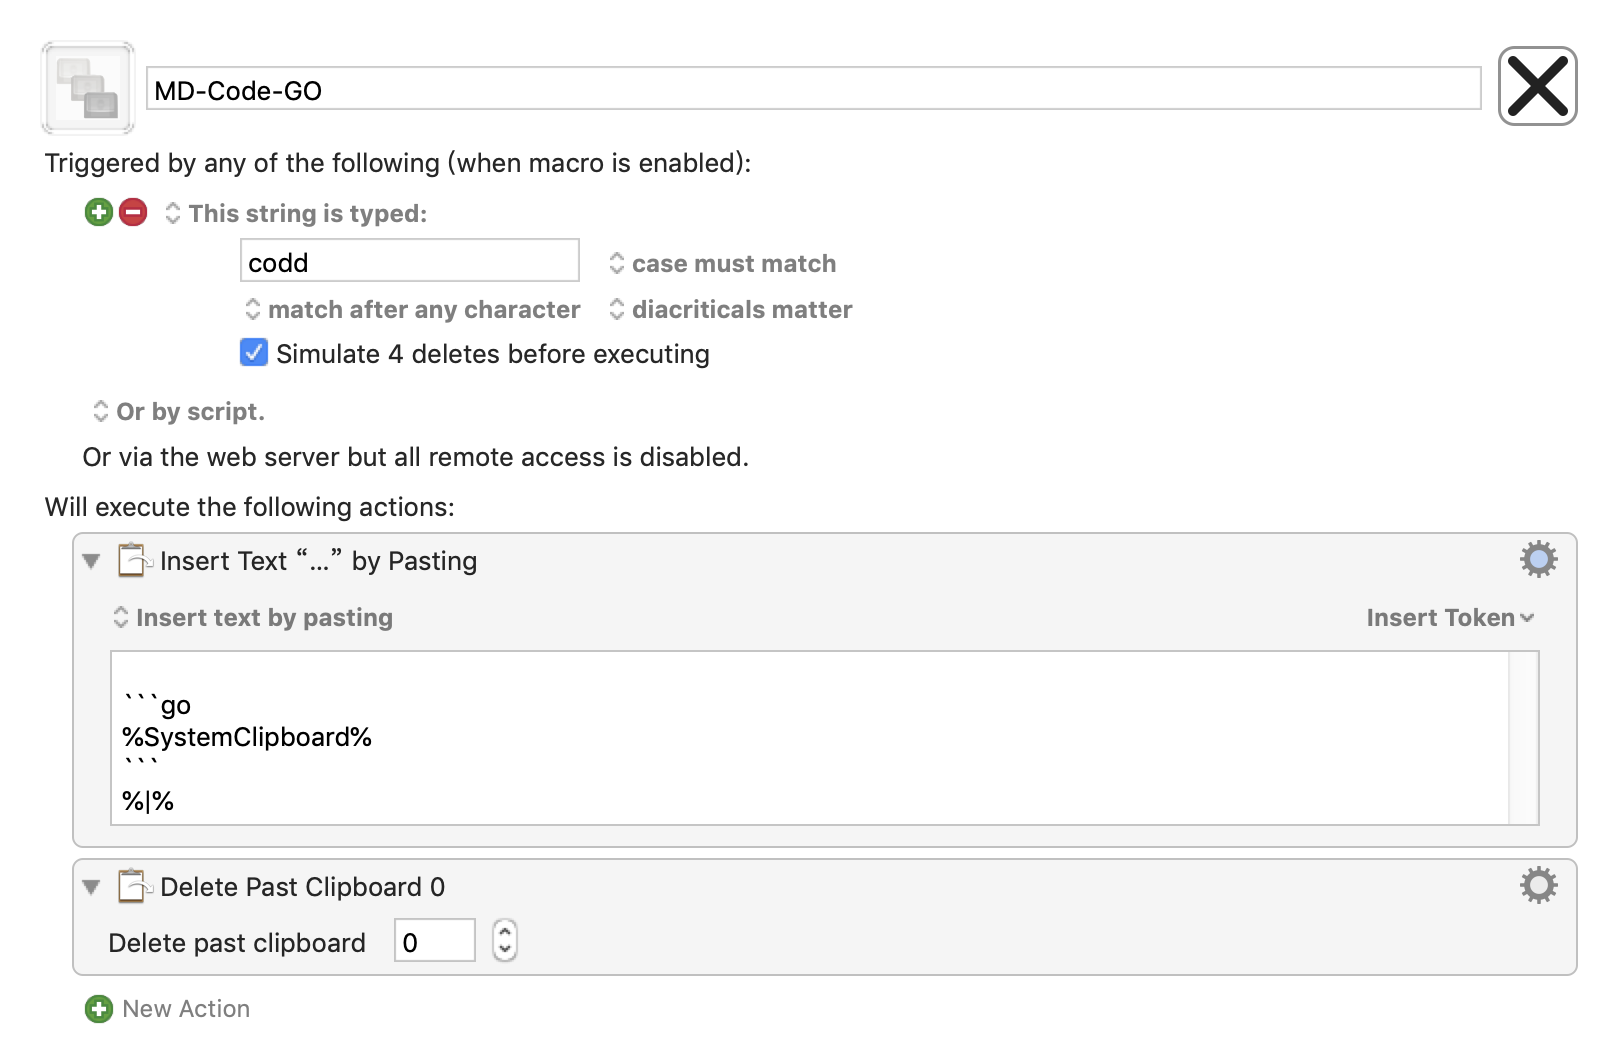 MD-Code-GO
Triggered by any of the following (when macro is enabled):
This string is typed:
codd case must match
match after any character diacriticals matter
Simulate 4 deletes before executing
Or by script.
Or via the web server but all remote access is disabled.
Will execute the following actions:
Insert Text “...” by Pasting
Insert text by pasting Insert Token
```go
%SystemClipboard%
```
%|%
Delete Past Clipboard 0
Delete past clipboard 0
New Action